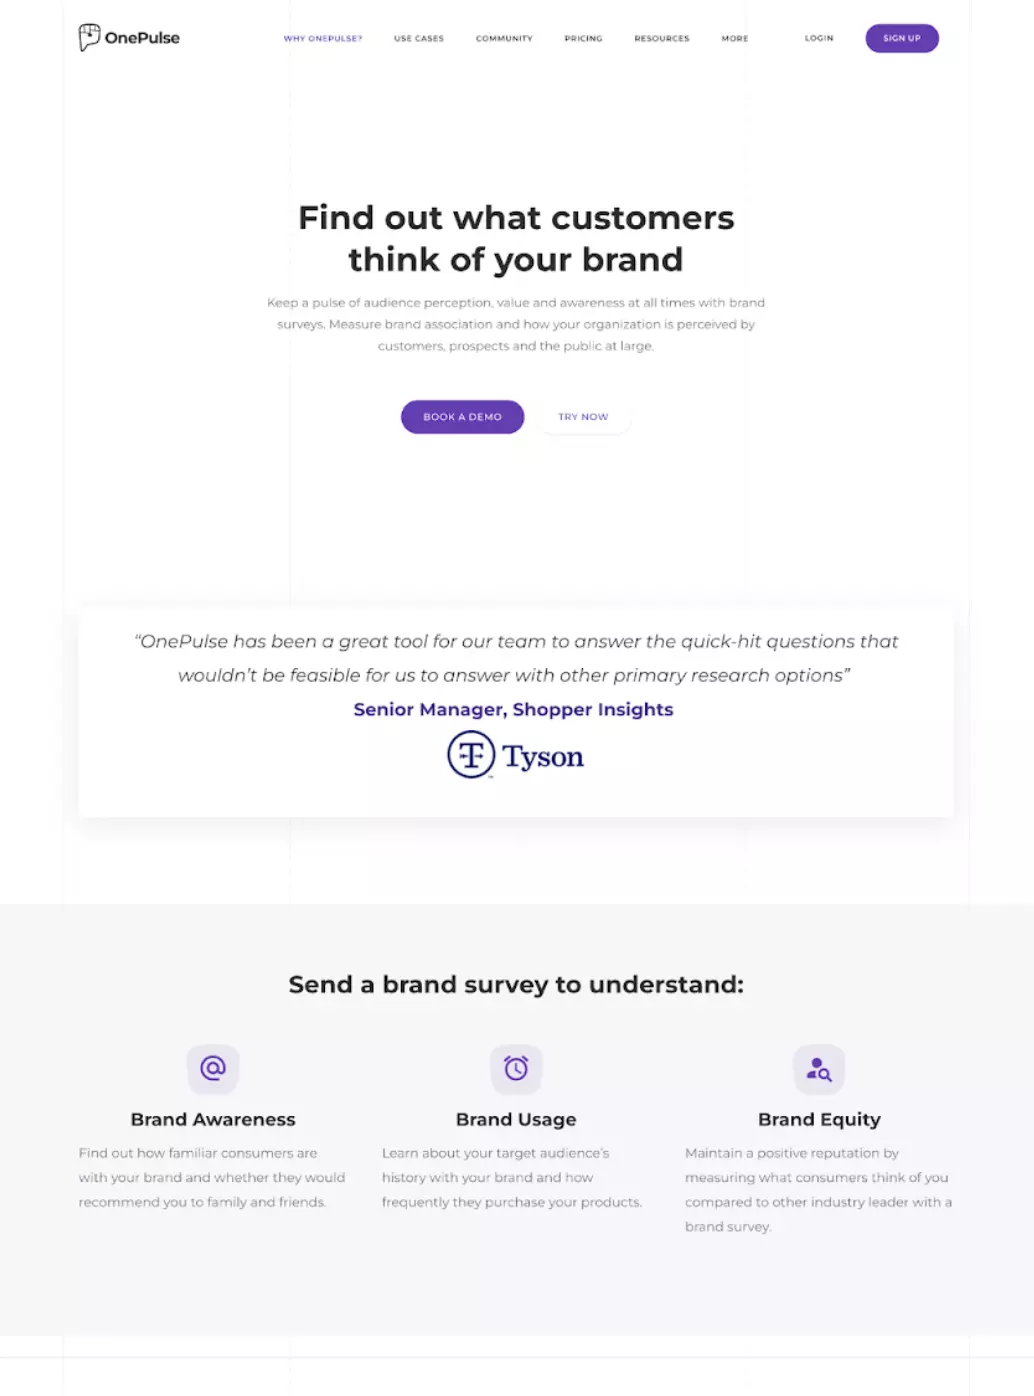 OnePulse
WHY ONEPULSE? USE CASES COMMUNITY PRICING RESOURCES MORE LOGIN SIGN UP
Find out what customers
think of your brand
Keep a pulse of audience perception, value and awareness at all times with brand
surveys. Measure brand association and how your organization is perceived by
customers, prospects and the public at large.
BOOK A DEMO TRY NOW
“OnePulse has been a great tool for our team to answer the quick-hit questions that
wouldn’t be feasible for us to answer with other primary research options”
Senior Manager, Shopper Insights
T Tyson
Send a brand survey to understand:
Brand Awareness
Find out how familiar consumers are
with your brand and whether they would
recommend you to family and friends.
Brand Usage
Learn about your target audience’s
history with your brand and how
frequently they purchase your products.
Brand Equity
Maintain a positive reputation by
measuring what consumers think of you
compared to other industry leader with a
brand survey.